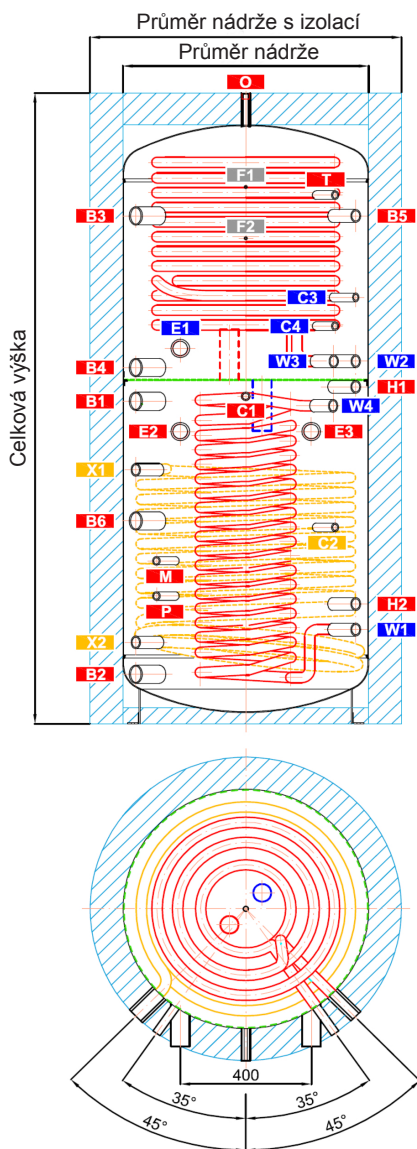 Průměr nádrže s izolací
Průměr nádrže
O
F1
T
B3
B5
F2
C3
C4
E1
W3
W2
B4
H1
B1
C1
W4
E2
E3
X1
B6
C2
M
P
H2
W1
X2
B2
Celková výška
400
35°
35°
45°
45°